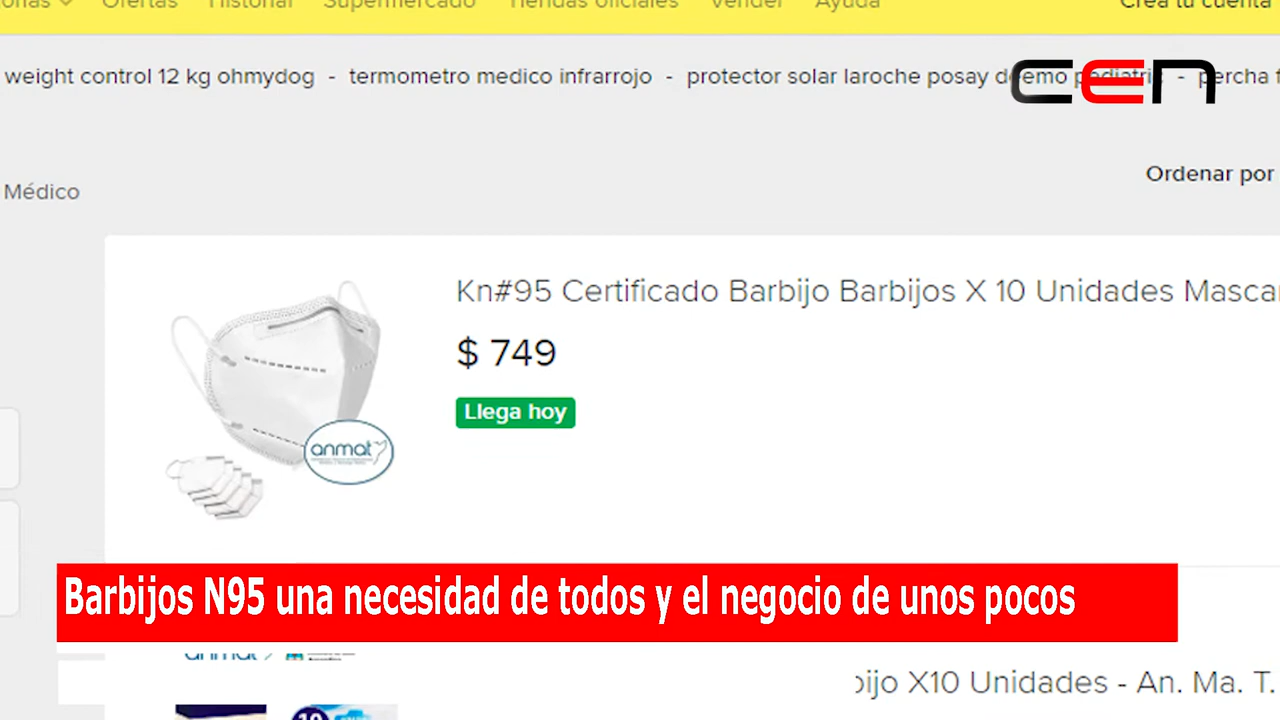 Ofertas Historial Supermercado Tiendas oficiales Vender Ayuda Crea tu cuenta
weight control 12 kg ohmydog - termometro medico infrarrojo - protector solar laroche posay
cen
Ordenar por
Médico
Kn#95 Certificado Barbijo Barbijos X 10 Unidades
$ 749
Llega hoy
anmat
Barbijos N95 una necesidad de todos y el negocio de unos pocos
anmat
X10 Unidades - An. Ma. T.
10